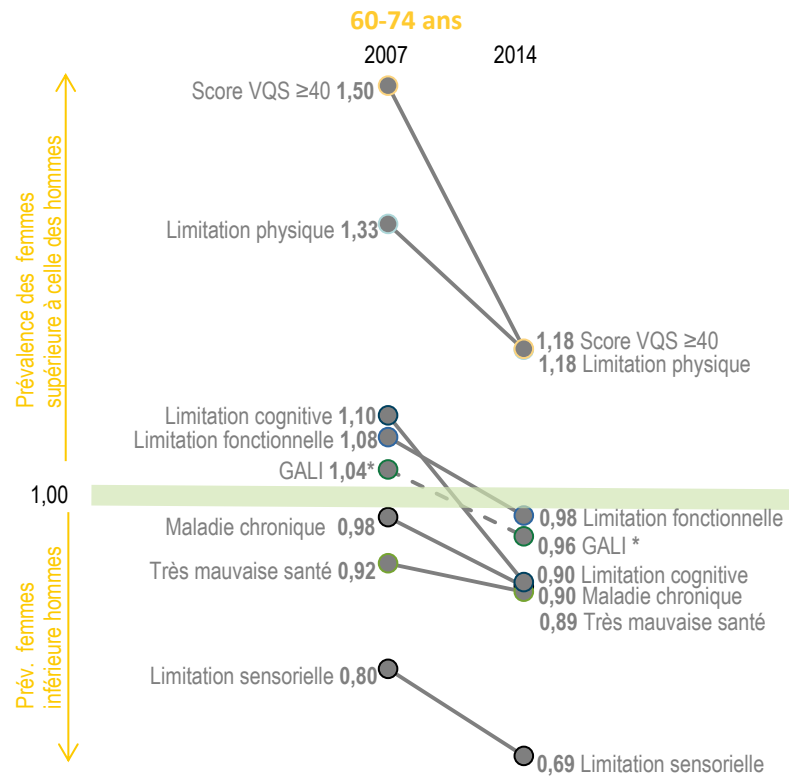 60-74 ans
2007 2014
Score VQS ≥40 1,50
Limitation physique 1,33
1,18 Score VQS ≥40
1,18 Limitation physique
Prévalence des femmes
supérieure à celle des hommes
Limitation cognitive 1,10
Limitation fonctionnelle 1,08
GALI 1,04*
1,00
Maladie chronique 0,98
Très mauvaise santé 0,92
0,98 Limitation fonctionnelle
0,96 GALI *
0,90 Limitation cognitive
0,90 Maladie chronique
0,89 Très mauvaise santé
Prév. femmes
inférieure hommes
Limitation sensorielle 0,80
0,69 Limitation sensorielle